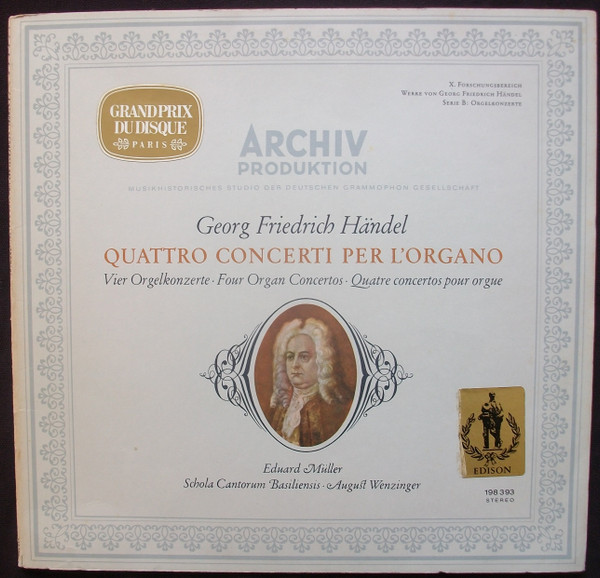 X. Forschungsbereich
Werke von Georg Friedrich Händel
Serie B: Orgelkonzerte
GRAND PRIX
DU DISQUE
PARIS
ARCHIV
PRODUKTION
MUSIKHISTORISCHES STUDIO DER DEUTSCHEN GRAMMOPHON GESELLSCHAFT
Georg Friedrich Händel
QUATTRO CONCERTI PER L'ORGANO
Vier Orgelkonzerte · Four Organ Concertos · Quatre concertos pour orgue
Eduard Müller
Schola Cantorum Basiliensis · August Wenzinger
EDISON
198 393
STEREO